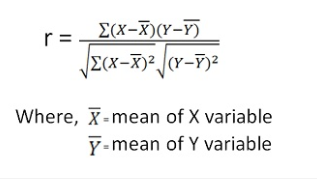 r = Σ(X−X̅)(Y−Y̅)
√Σ(X−X̅)² √(Y−Y̅)²
Where, X̅=mean of X variable
Y̅=mean of Y variable